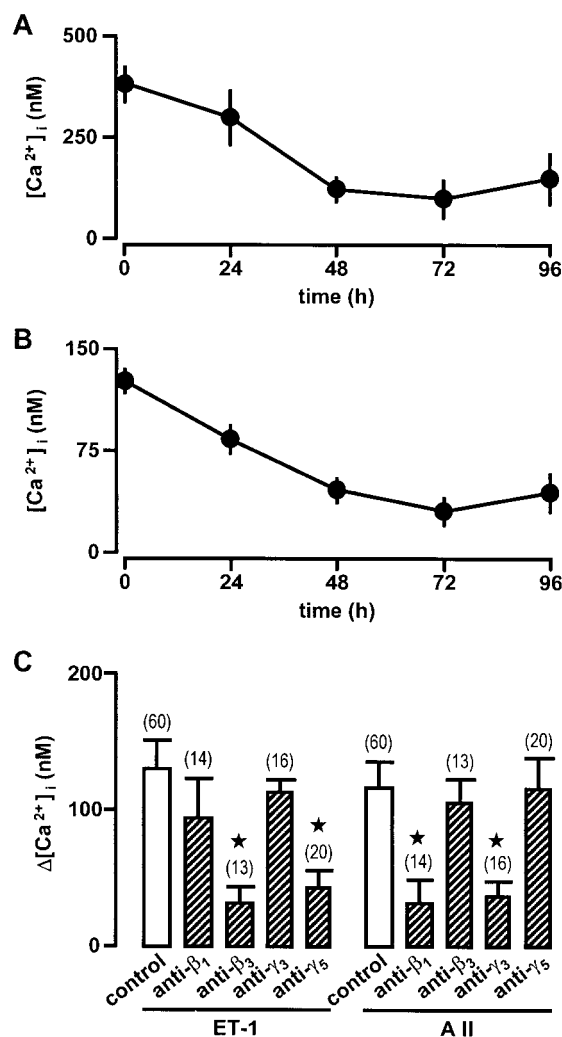 A
500
250
0
[Ca²⁺]ᵢ (nM)
0 24 48 72 96
time (h)
B
150
75
0
[Ca²⁺]ᵢ (nM)
0 24 48 72 96
time (h)
C
200
100
0
Δ[Ca²⁺]ᵢ (nM)
(60) (14) ★ (13) (16) ★ (20) (60) ★ (14) (13) ★ (16) (20)
control anti-β₁ anti-β₃ anti-γ₃ anti-γ₅ control anti-β₁ anti-β₃ anti-γ₃ anti-γ₅
ET-1 A II